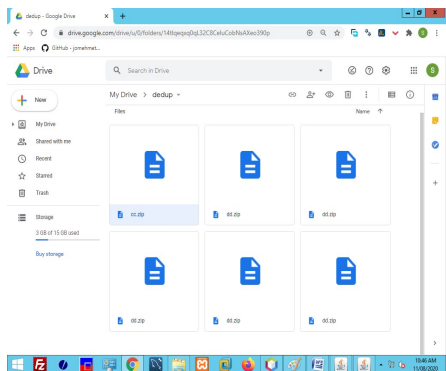 dedup - Google Drive
drive.google.com/drive/u/0/folders/
Apps GitHub - jomehmet...
Drive
Search in Drive
S
New
My Drive > dedup
Files
Name
My Drive
Shared with me
Recent
Starred
Trash
Storage
3 GB of 15 GB used
Buy storage
cc.zip
dd.zip
dd.zip
dd.zip
dd.zip
dd.zip
10:46 AM
11/08/2020